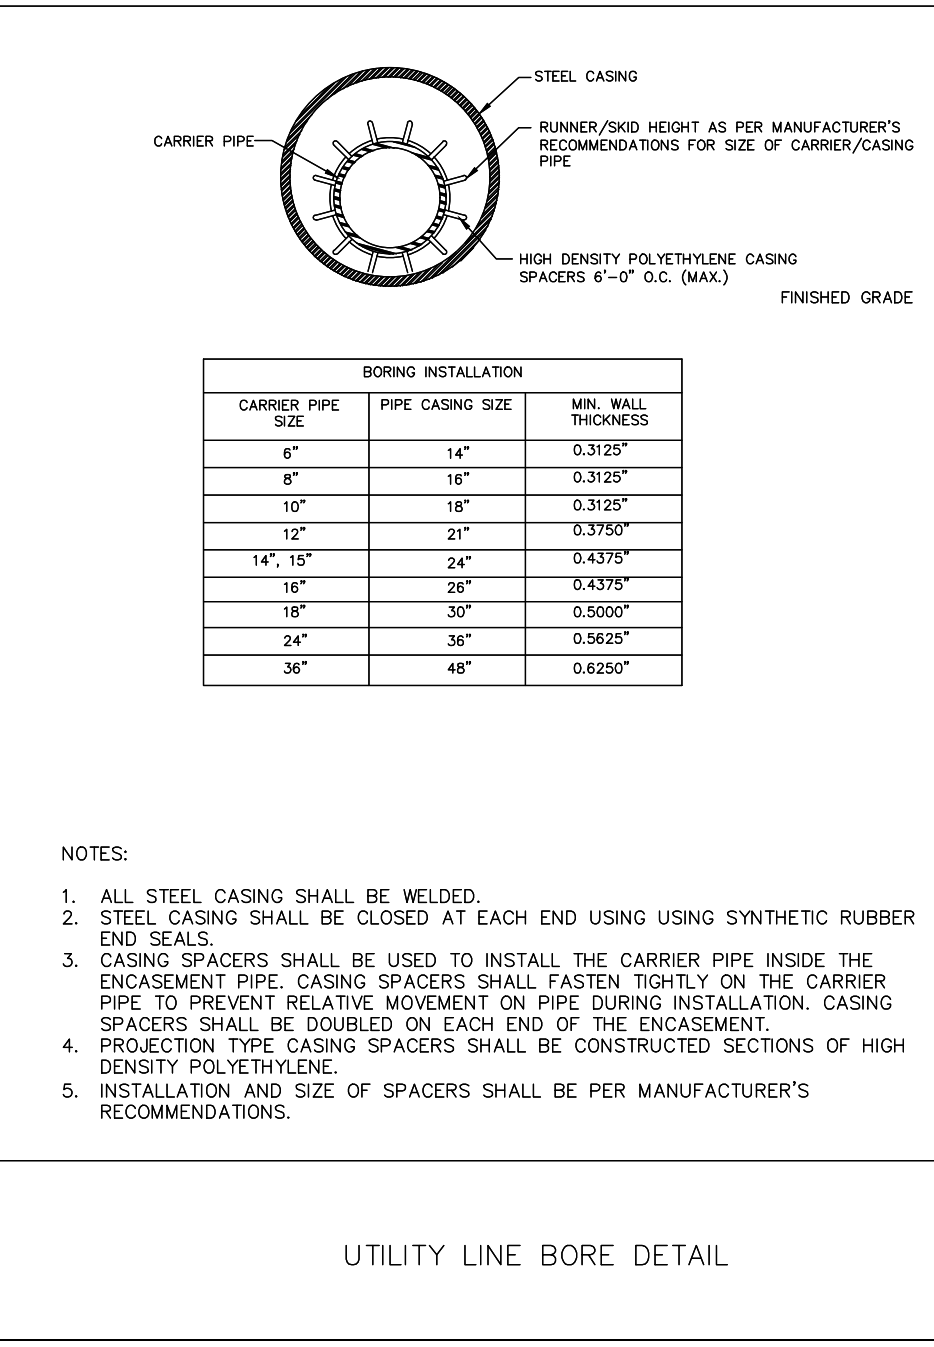 STEEL CASING
RUNNER/SKID HEIGHT AS PER MANUFACTURER'S
RECOMMENDATIONS FOR SIZE OF CARRIER/CASING
PIPE
CARRIER PIPE
HIGH DENSITY POLYETHYLENE CASING
SPACERS 6'-0" O.C. (MAX.)
FINISHED GRADE
BORING INSTALLATION
CARRIER PIPE SIZE PIPE CASING SIZE MIN. WALL THICKNESS
6" 14" 0.3125"
8" 16" 0.3125"
10" 18" 0.3125"
12" 21" 0.3750"
14", 15" 24" 0.4375"
16" 26" 0.4375"
18" 30" 0.5000"
24" 36" 0.5625"
36" 48" 0.6250"
NOTES:
1. ALL STEEL CASING SHALL BE WELDED.
2. STEEL CASING SHALL BE CLOSED AT EACH END USING USING SYNTHETIC RUBBER
END SEALS.
3. CASING SPACERS SHALL BE USED TO INSTALL THE CARRIER PIPE INSIDE THE
ENCASEMENT PIPE. CASING SPACERS SHALL FASTEN TIGHTLY ON THE CARRIER
PIPE TO PREVENT RELATIVE MOVEMENT ON PIPE DURING INSTALLATION. CASING
SPACERS SHALL BE DOUBLED ON EACH END OF THE ENCASEMENT.
4. PROJECTION TYPE CASING SPACERS SHALL BE CONSTRUCTED SECTIONS OF HIGH
DENSITY POLYETHYLENE.
5. INSTALLATION AND SIZE OF SPACERS SHALL BE PER MANUFACTURER'S
RECOMMENDATIONS.
UTILITY LINE BORE DETAIL